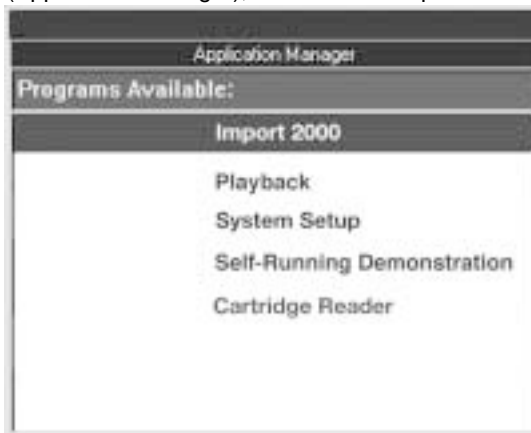 Application Manager
Programs Available:
Import 2000
Playback
System Setup
Self-Running Demonstration
Cartridge Reader